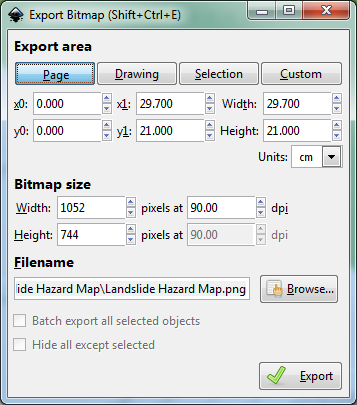 Export Bitmap (Shift+Ctrl+E)
Export area
Page Drawing Selection Custom
x0: 0.000 x1: 29.700 Width: 29.700
y0: 0.000 y1: 21.000 Height: 21.000
Units: cm
Bitmap size
Width: 1052 pixels at 90.00 dpi
Height: 744 pixels at 90.00 dpi
Filename
ide Hazard Map\Landslide Hazard Map.png Browse...
Batch export all selected objects
Hide all except selected
Export